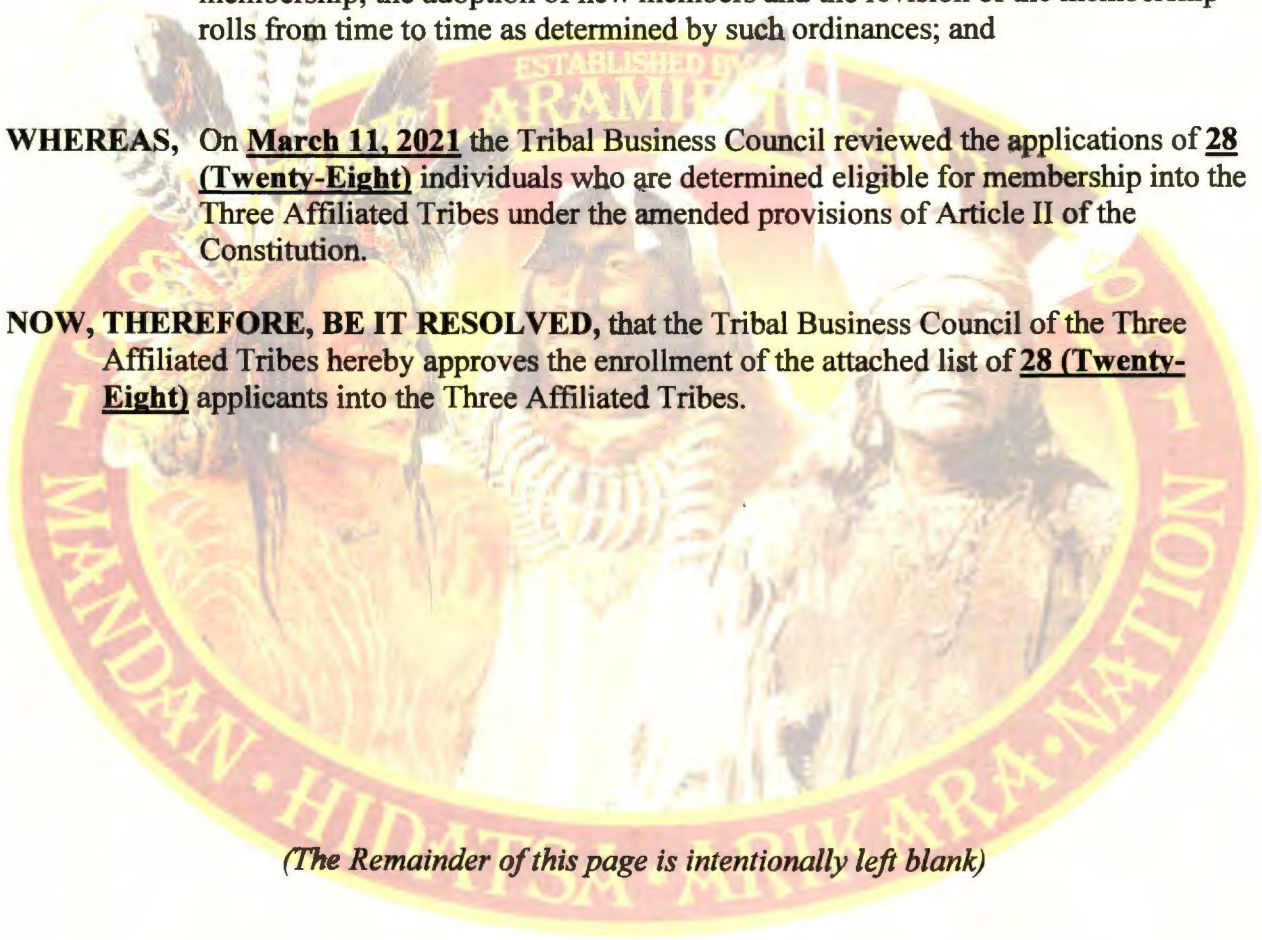 rolls from time to time as determined by such ordinances; and
ESTABLISHED BY
LARAMIE
WHEREAS, On March 11, 2021 the Tribal Business Council reviewed the applications of 28
(Twenty-Eight) individuals who are determined eligible for membership into the
Three Affiliated Tribes under the amended provisions of Article II of the
Constitution.
NOW, THEREFORE, BE IT RESOLVED, that the Tribal Business Council of the Three
Affiliated Tribes hereby approves the enrollment of the attached list of 28 (Twenty-
Eight) applicants into the Three Affiliated Tribes.
MANDAN • HIDATSA • ARIKARA • NATION
(The Remainder of this page is intentionally left blank)